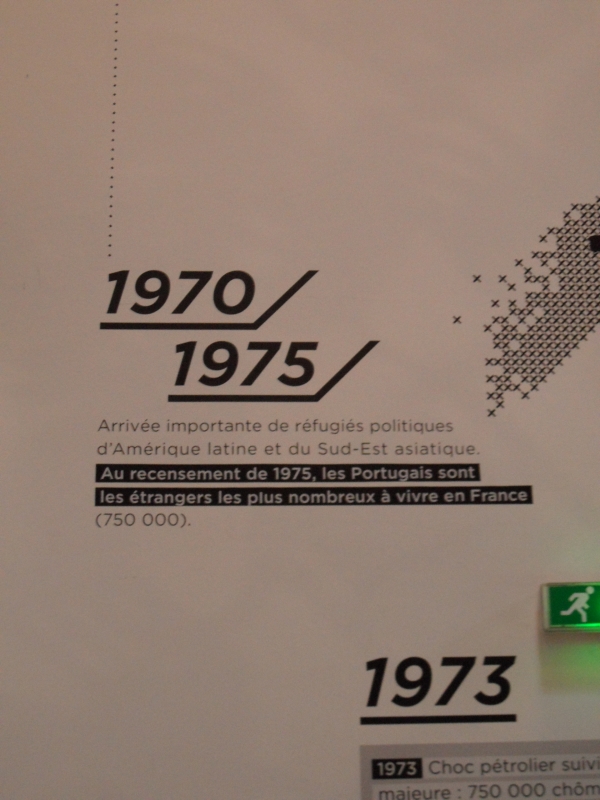 1970
1975
Arrivée importante de réfugiés politiques
d'Amérique latine et du Sud-Est asiatique.
Au recensement de 1975, les Portugais sont
les étrangers les plus nombreux à vivre en France
(750 000).
1973
1973 Choc pétrolier suivi
majeure : 750 000 chôm